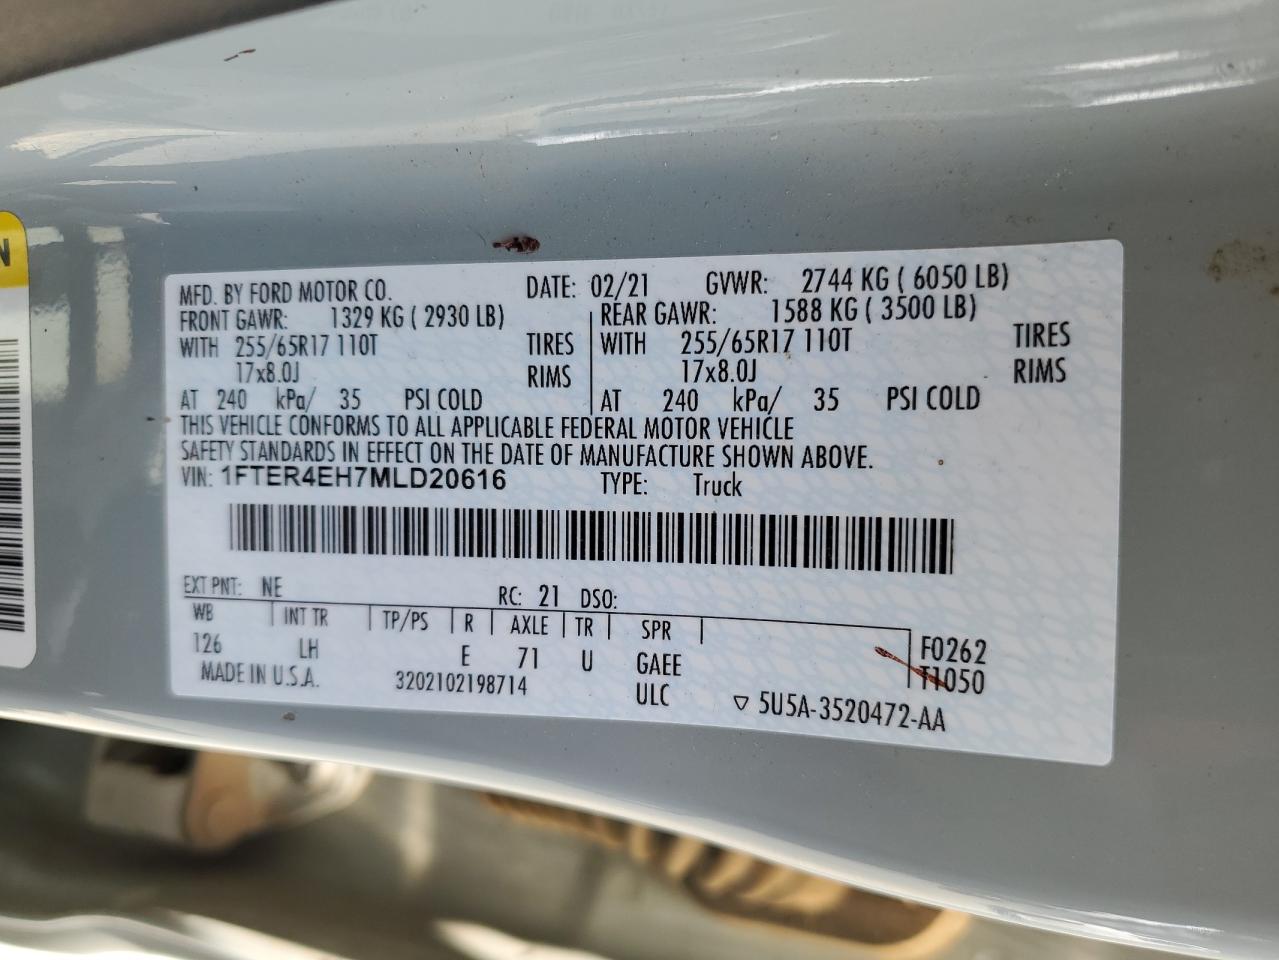 N
MFD. BY FORD MOTOR CO. DATE: 02/21 GVWR: 2744 KG ( 6050 LB)
FRONT GAWR: 1329 KG ( 2930 LB) REAR GAWR: 1588 KG ( 3500 LB)
WITH 255/65R17 110T TIRES WITH 255/65R17 110T TIRES
17x8.0J RIMS 17x8.0J RIMS
AT 240 kPa/ 35 PSI COLD AT 240 kPa/ 35 PSI COLD
THIS VEHICLE CONFORMS TO ALL APPLICABLE FEDERAL MOTOR VEHICLE
SAFETY STANDARDS IN EFFECT ON THE DATE OF MANUFACTURE SHOWN ABOVE.
VIN: 1FTER4EH7MLD20616 TYPE: Truck
EXT PNT: NE RC: 21 DSO:
WB INT TR TP/PS R AXLE TR SPR
126 LH E 71 U GAEE F0262
MADE IN U.S.A. 3202102198714 ULC T1050
▽ 5U5A-3520472-AA